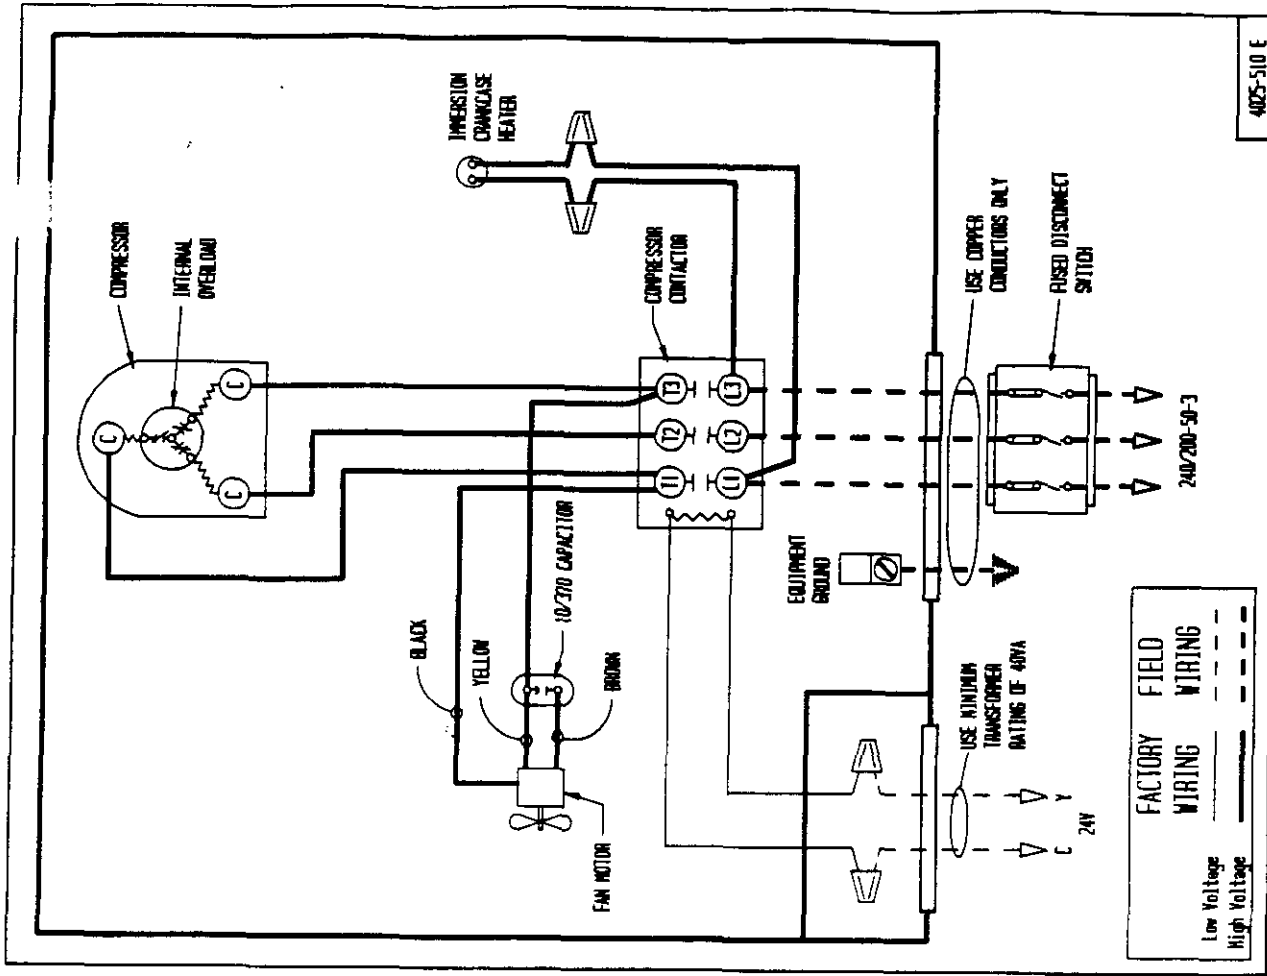 4025-510 E
IMMERSION
CRANKCASE
HEATER
COMPRESSOR
INTERNAL
OVERLOAD
C
C
C
COMPRESSOR
CONTACTOR
T1
T2
T3
L1
L2
L3
USE COPPER
CONDUCTORS ONLY
FUSED DISCONNECT
SWITCH
240/200-50-3
EQUIPMENT
GROUND
BLACK
YELLOW
10/370 CAPACITOR
BROWN
FAN MOTOR
USE MINIMUM
TRANSFORMER
RATING OF 40VA
C
Y
24V
FACTORY
WIRING
FIELD
WIRING
Low Voltage
High Voltage